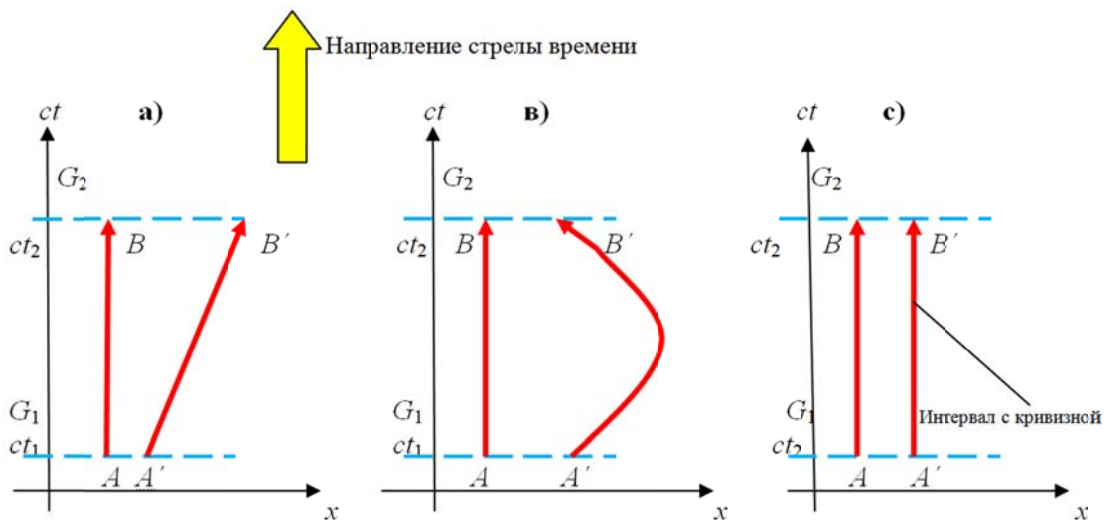 Направление стрелы времени
ct
а)
G₂
ct₂
B
B′
G₁
ct₁
A
A′
x
ct
в)
G₂
ct₂
B
B′
G₁
ct₁
A
A′
x
ct
с)
G₂
ct₂
B
B′
G₁
Интервал с кривизной
ct₂
A
A′
x